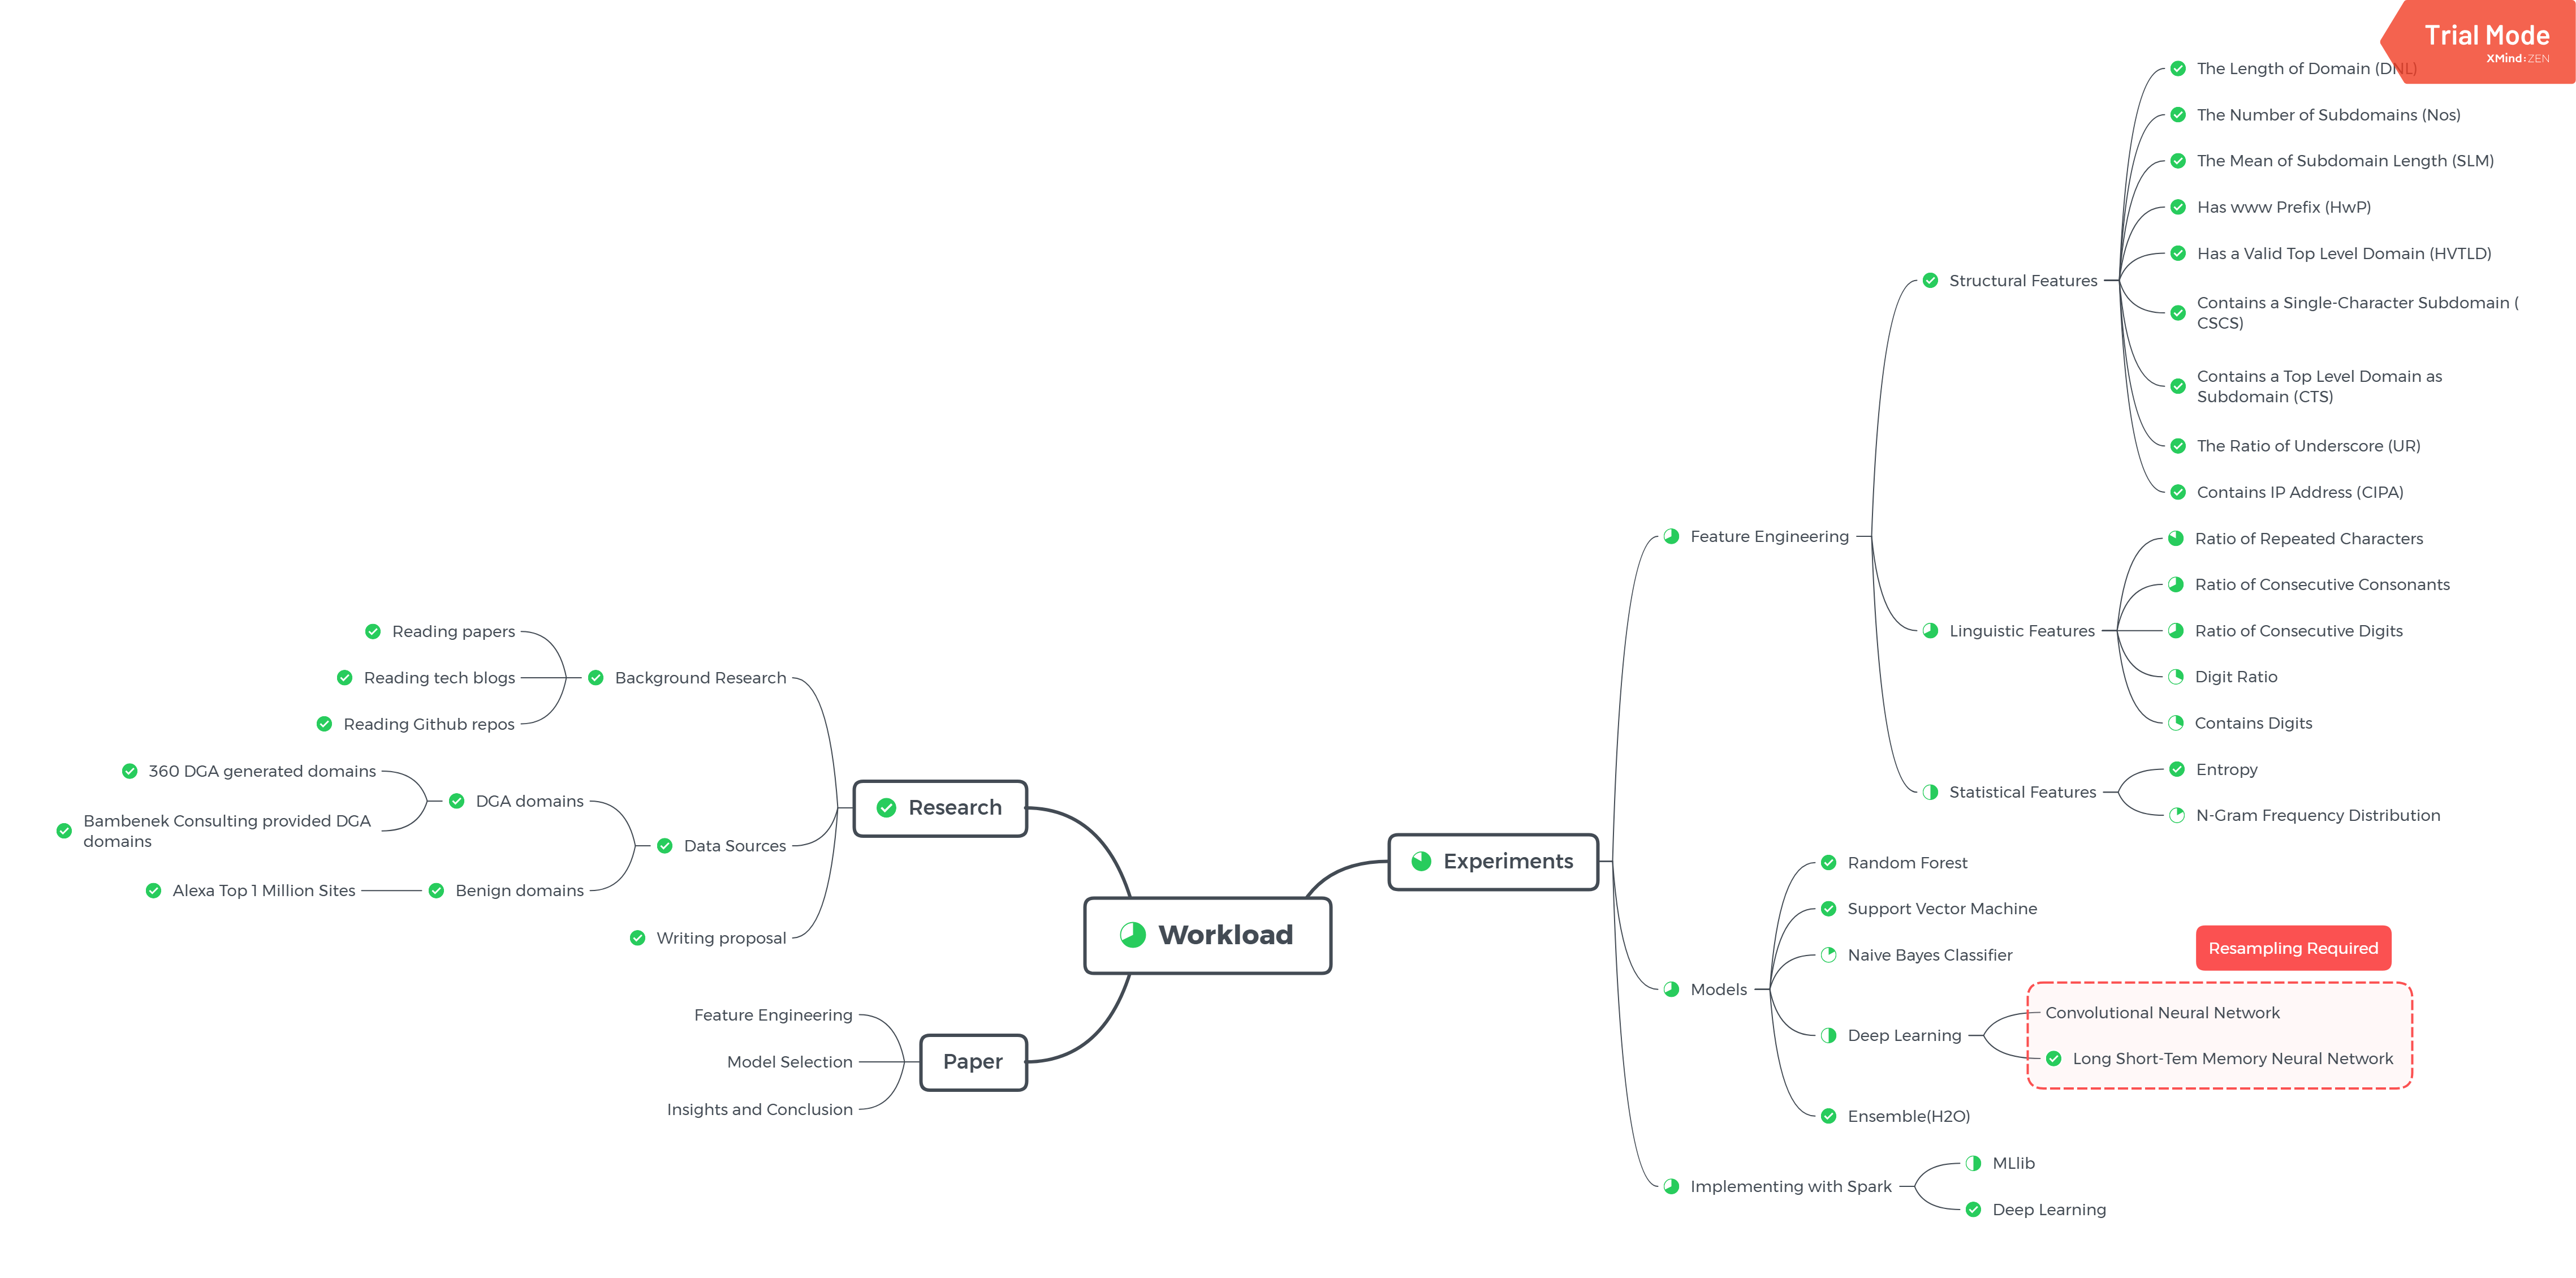 Trial Mode
XMind:ZEN
The Length of Domain (DNL)
The Number of Subdomains (Nos)
The Mean of Subdomain Length (SLM)
Has www Prefix (HwP)
Has a Valid Top Level Domain (HVTLD)
Structural Features
Contains a Single-Character Subdomain (
CSCS)
Contains a Top Level Domain as
Subdomain (CTS)
The Ratio of Underscore (UR)
Contains IP Address (CIPA)
Feature Engineering
Ratio of Repeated Characters
Ratio of Consecutive Consonants
Linguistic Features
Ratio of Consecutive Digits
Digit Ratio
Contains Digits
Statistical Features
Entropy
N-Gram Frequency Distribution
Reading papers
Reading tech blogs
Background Research
Reading Github repos
360 DGA generated domains
DGA domains
Bambenek Consulting provided DGA
domains
Data Sources
Alexa Top 1 Million Sites
Benign domains
Writing proposal
Research
Experiments
Workload
Random Forest
Support Vector Machine
Naive Bayes Classifier
Models
Resampling Required
Convolutional Neural Network
Deep Learning
Long Short-Tem Memory Neural Network
Ensemble(H2O)
Feature Engineering
Model Selection
Paper
Insights and Conclusion
Implementing with Spark
MLlib
Deep Learning